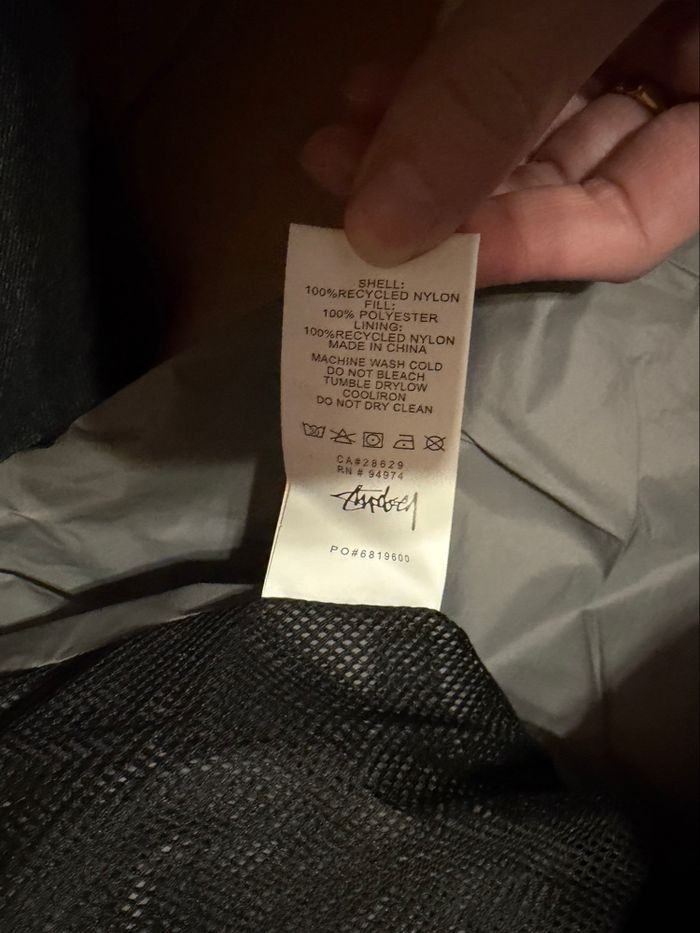 SHELL:
100%RECYCLED NYLON
FILL:
100% POLYESTER
LINING:
100%RECYCLED NYLON
MADE IN CHINA
MACHINE WASH COLD
DO NOT BLEACH
TUMBLE DRYLOW
COOLIRON
DO NOT DRY CLEAN
CA#28629
RN # 94974
Stüssy
PO#6819600